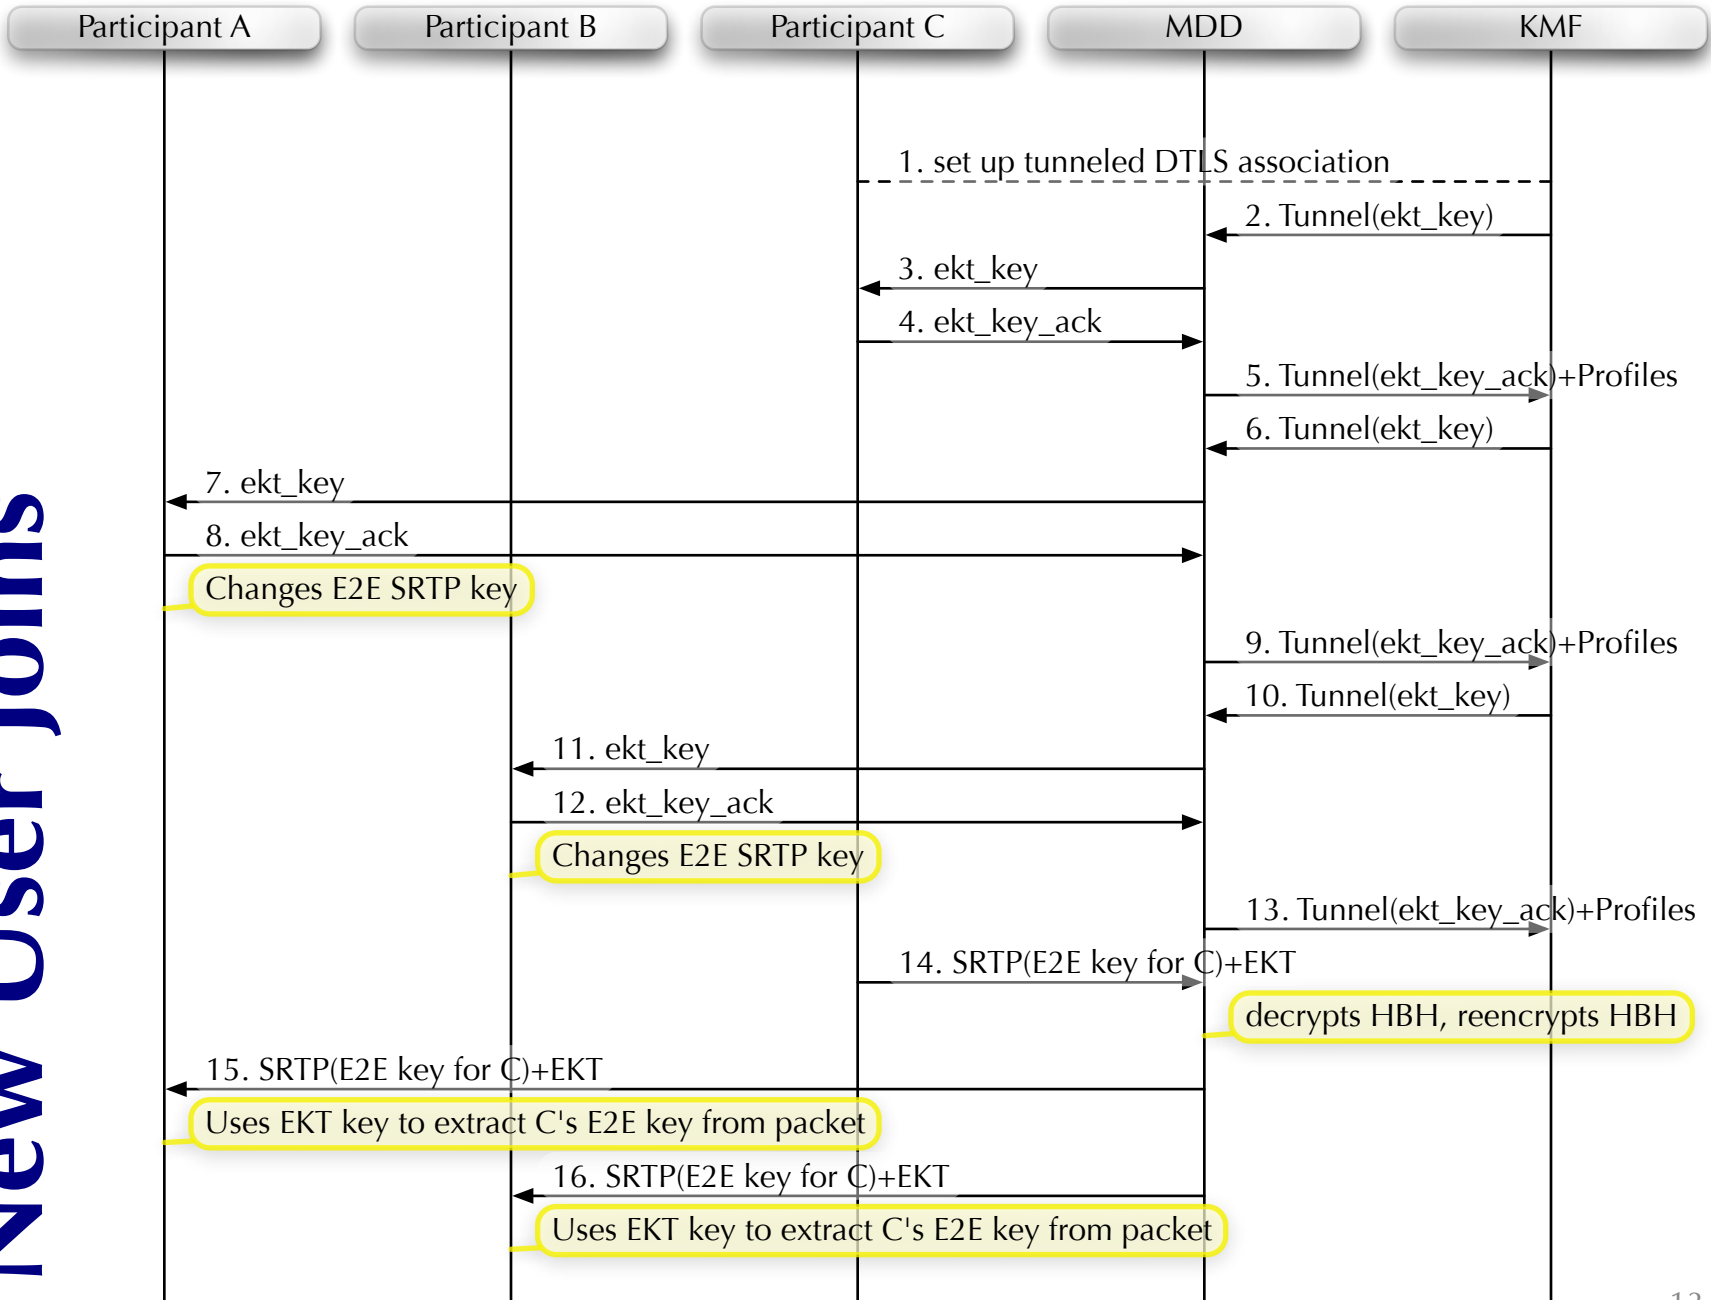 Participant A
Participant B
Participant C
MDD
KMF
1. set up tunneled DTLS association
2. Tunnel(ekt_key)
3. ekt_key
4. ekt_key_ack
5. Tunnel(ekt_key_ack)+Profiles
6. Tunnel(ekt_key)
7. ekt_key
8. ekt_key_ack
Changes E2E SRTP key
9. Tunnel(ekt_key_ack)+Profiles
10. Tunnel(ekt_key)
11. ekt_key
12. ekt_key_ack
Changes E2E SRTP key
13. Tunnel(ekt_key_ack)+Profiles
14. SRTP(E2E key for C)+EKT
decrypts HBH, reencrypts HBH
15. SRTP(E2E key for C)+EKT
Uses EKT key to extract C's E2E key from packet
16. SRTP(E2E key for C)+EKT
Uses EKT key to extract C's E2E key from packet
New User Joins